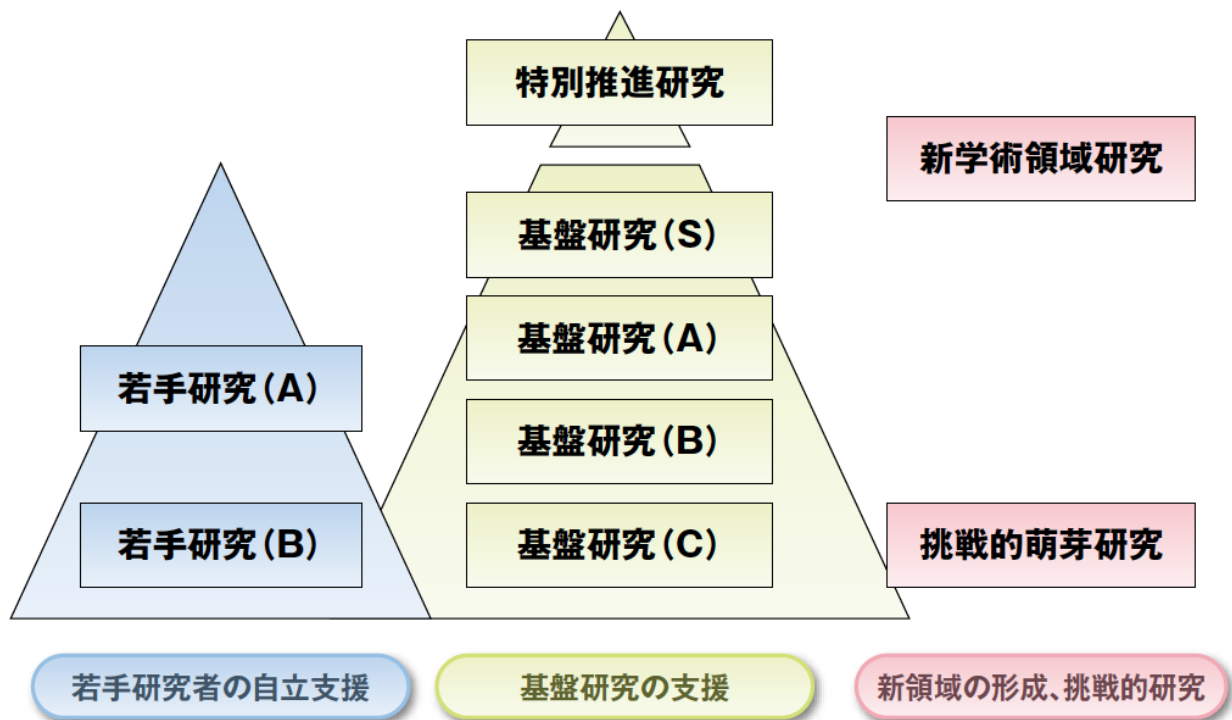 特別推進研究
新学術領域研究
基盤研究（S）
基盤研究（A）
若手研究（A）
基盤研究（B）
若手研究（B）
基盤研究（C）
挑戦的萌芽研究
若手研究者の自立支援
基盤研究の支援
新領域の形成、挑戦的研究